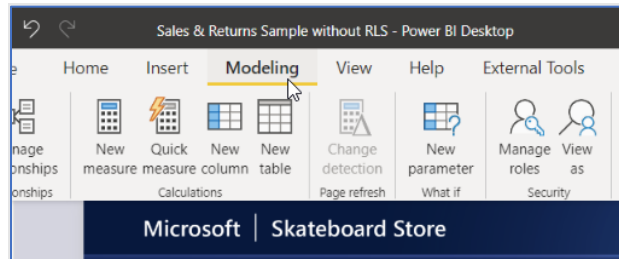 Sales & Returns Sample without RLS - Power BI Desktop
Home Insert Modeling View Help External Tools
New Quick New New Change New Manage View
measure measure column table detection parameter roles as
Calculations Page refresh What if Security
Microsoft | Skateboard Store